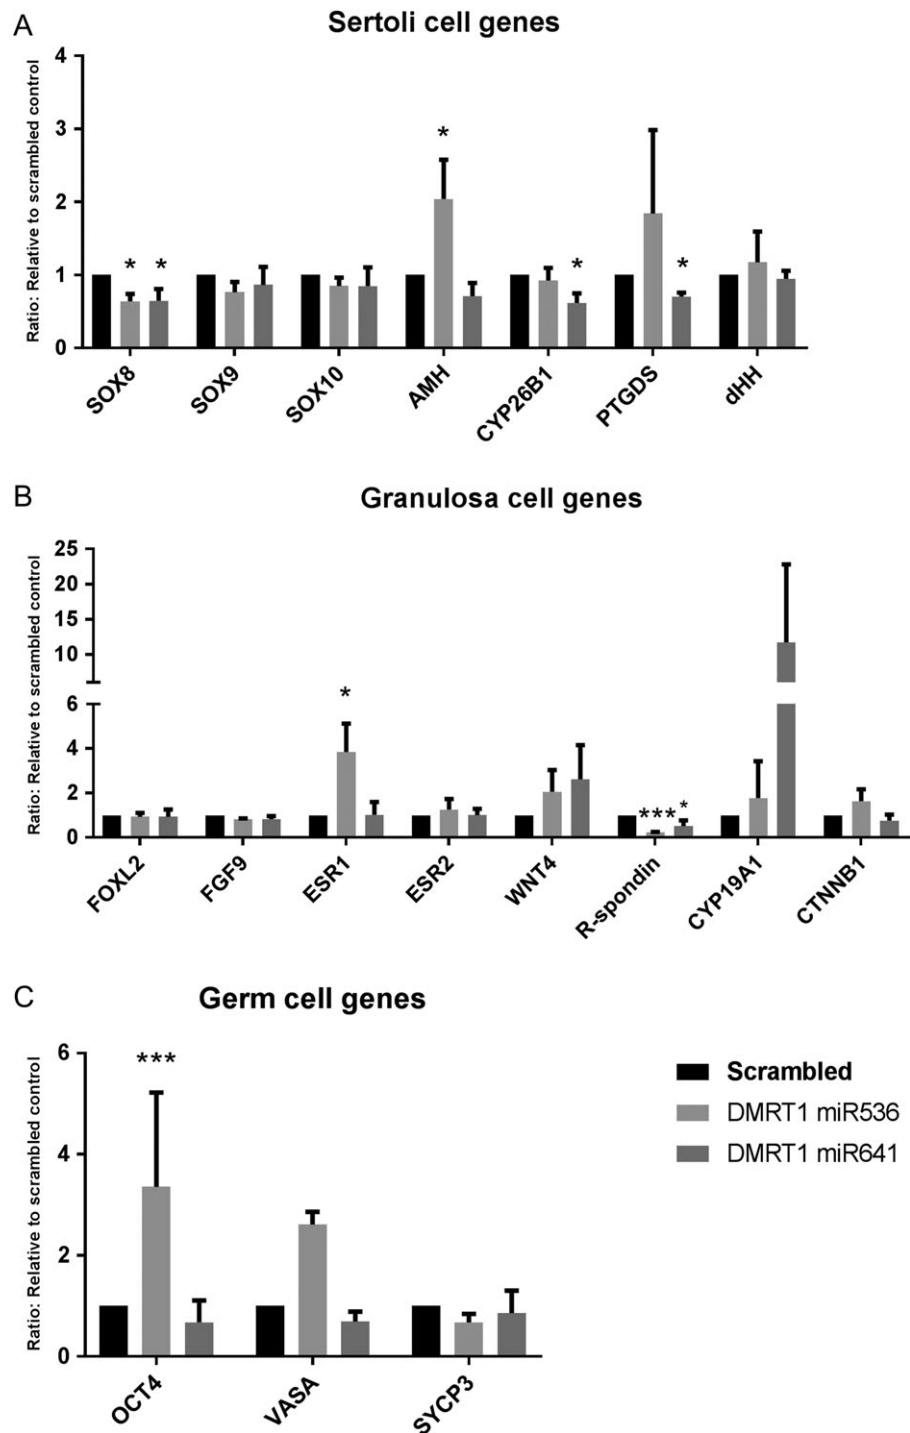 A
Sertoli cell genes
Ratio: Relative to scrambled control
4
3
2
1
0
* * * * *
SOX8 SOX9 SOX10 AMH CYP26B1 PTGDS dHH
B
Granulosa cell genes
Ratio: Relative to scrambled control
25
20
15
10
6
4
2
0
* *** *
FOXL2 FGF9 ESR1 ESR2 WNT4 R-spondin CYP19A1 CTNNB1
C
Germ cell genes
Ratio: Relative to scrambled control
6
4
2
0
***
OCT4 VASA SYCP3
Scrambled
DMRT1 miR536
DMRT1 miR641